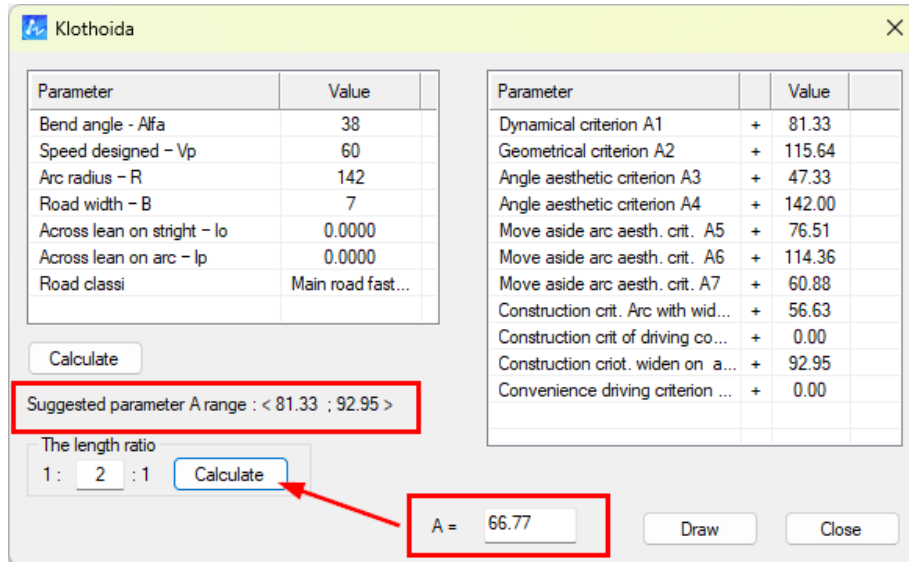 Klothoida
Parameter Value
Bend angle - Alfa 38
Speed designed – Vp 60
Arc radius – R 142
Road width – B 7
Across lean on stright – Io 0.0000
Across lean on arc – Ip 0.0000
Road classi Main road fast...
Calculate
Suggested parameter A range : < 81.33 ; 92.95 >
The length ratio
1 : 2 : 1 Calculate
Parameter Value
Dynamical criterion A1 + 81.33
Geometrical criterion A2 + 115.64
Angle aesthetic criterion A3 + 47.33
Angle aesthetic criterion A4 + 142.00
Move aside arc aesth. crit. A5 + 76.51
Move aside arc aesth. crit. A6 + 114.36
Move aside arc aesth. crit. A7 + 60.88
Construction crit. Arc with wid... + 56.63
Construction crit of driving co... + 0.00
Construction criot. widen on a... + 92.95
Convenience driving criterion ... + 0.00
A = 66.77
Draw Close